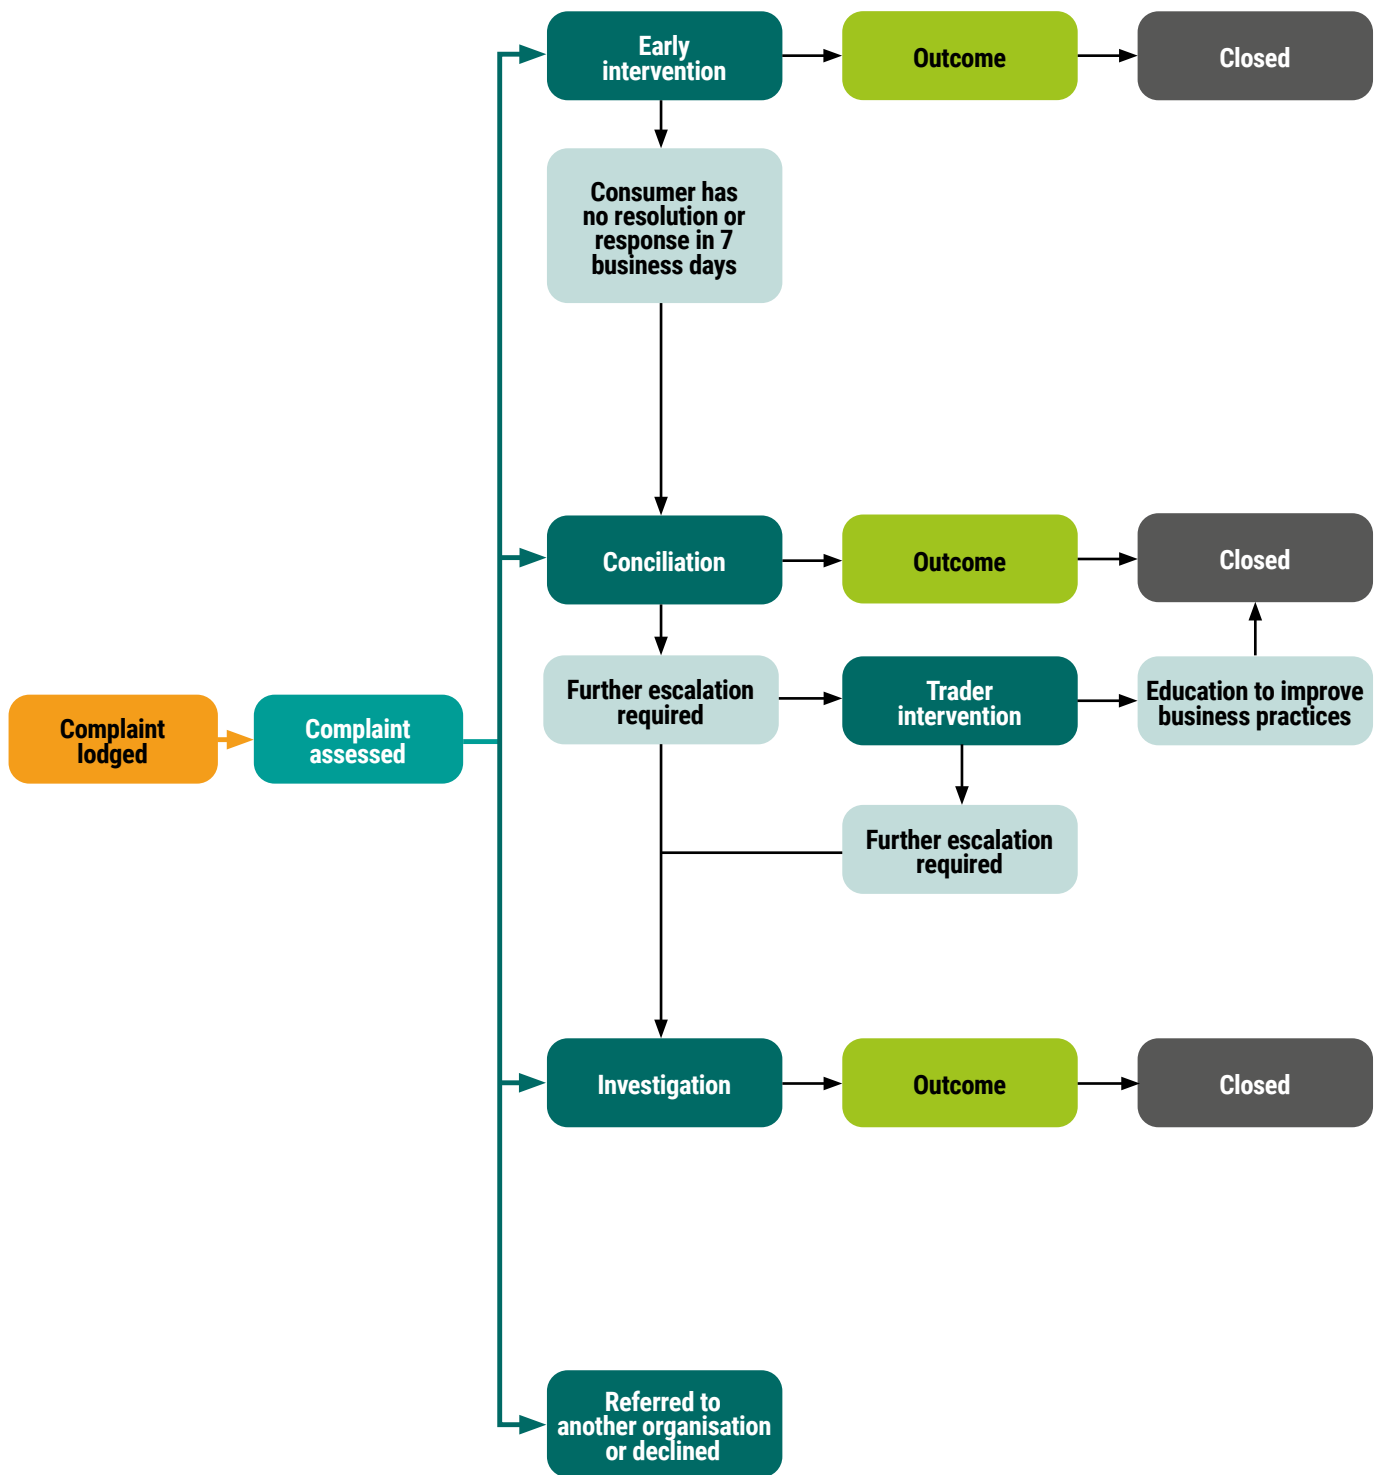 Early
intervention
Outcome
Closed
Consumer has
no resolution or
response in 7
business days
Conciliation
Outcome
Closed
Further escalation
required
Trader
intervention
Education to improve
business practices
Complaint
lodged
Complaint
assessed
Further escalation
required
Investigation
Outcome
Closed
Referred to
another organisation
or declined